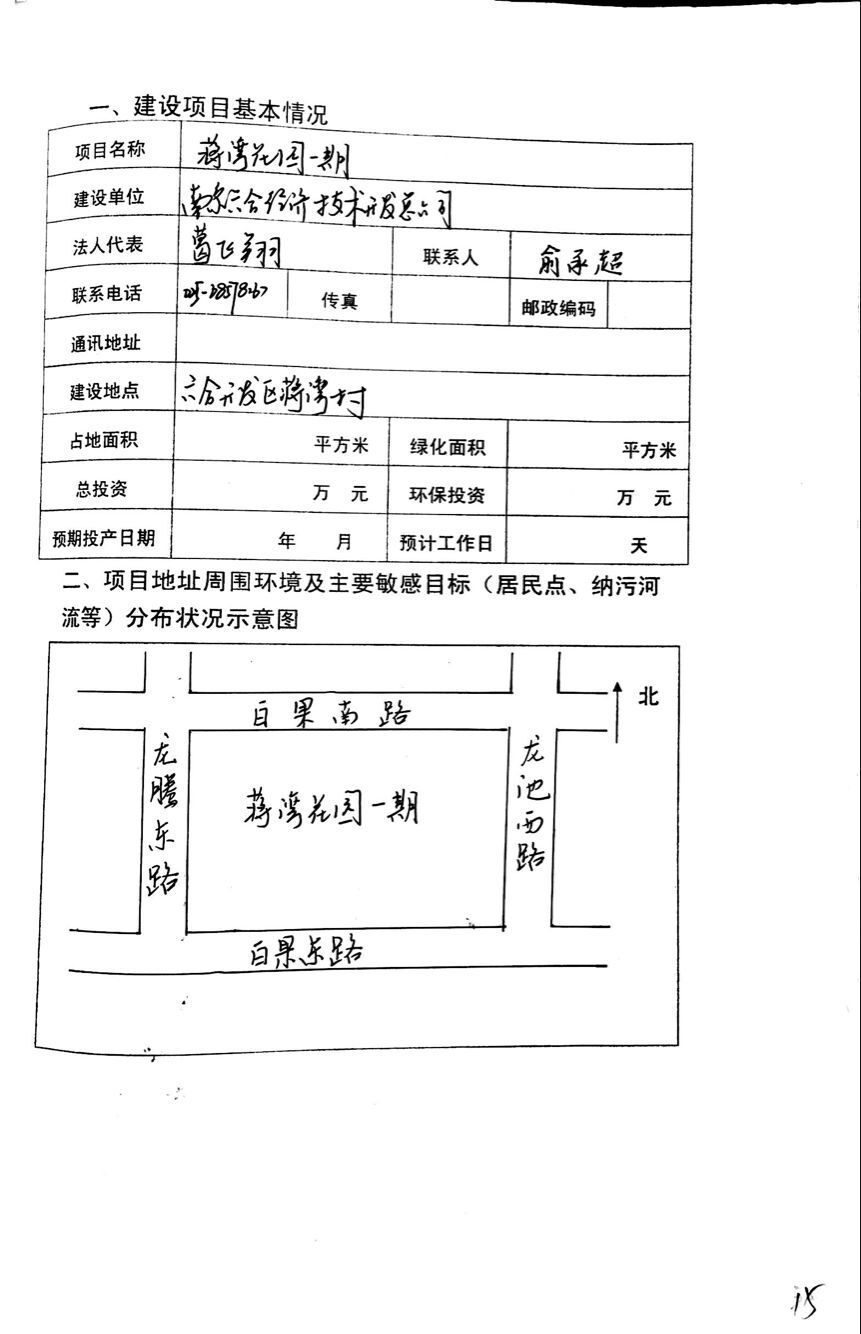 一、建设项目基本情况
项目名称 蒋湾花园一期
建设单位 南京六合经济技术开发总公司
法人代表 葛飞翔 联系人 俞承超
联系电话 传真 邮政编码
通讯地址
建设地点 六合开发区蒋湾村
占地面积 平方米 绿化面积 平方米
总投资 万 元 环保投资 万 元
预期投产日期 年 月 预计工作日 天
二、项目地址周围环境及主要敏感目标（居民点、纳污河
流等）分布状况示意图
北
白果南路
龙腾东路
蒋湾花园一期
龙池西路
白果东路
15